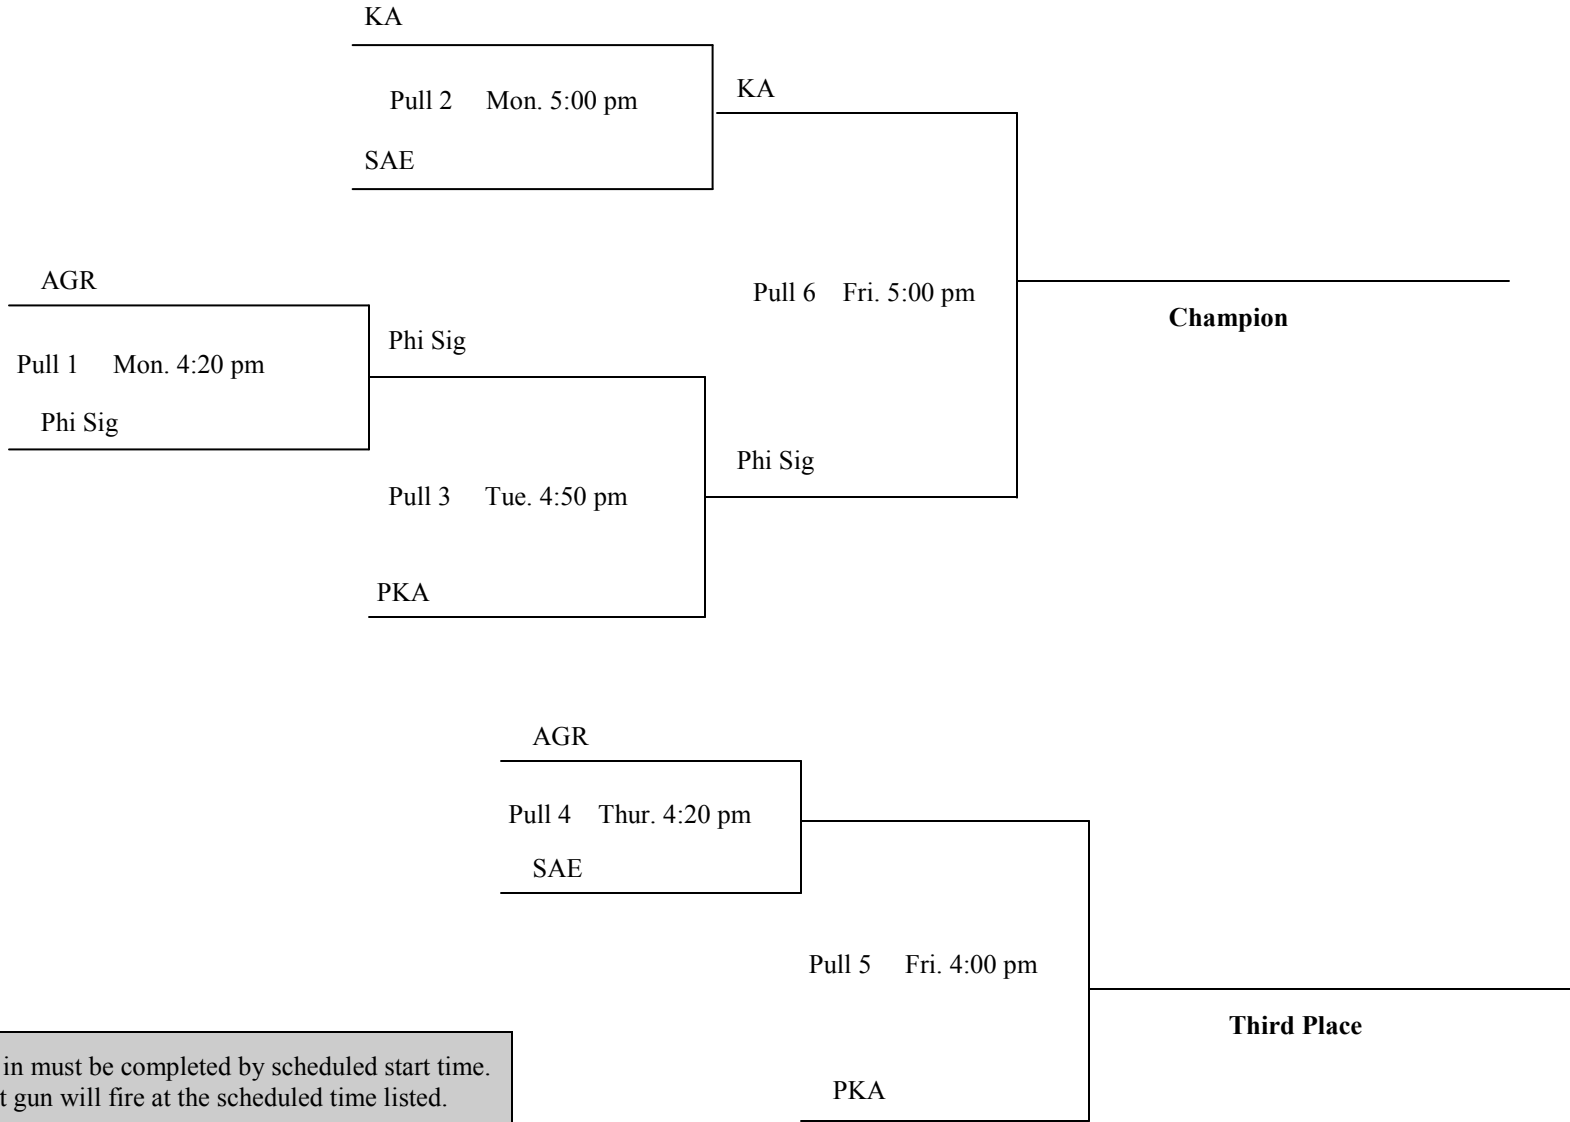 KA
Pull 2 Mon. 5:00 pm
KA
SAE
AGR
Pull 6 Fri. 5:00 pm
Champion
Phi Sig
Pull 1 Mon. 4:20 pm
Phi Sig
Phi Sig
Pull 3 Tue. 4:50 pm
PKA
AGR
Pull 4 Thur. 4:20 pm
SAE
Pull 5 Fri. 4:00 pm
Third Place
in must be completed by scheduled start time.
gun will fire at the scheduled time listed.
PKA